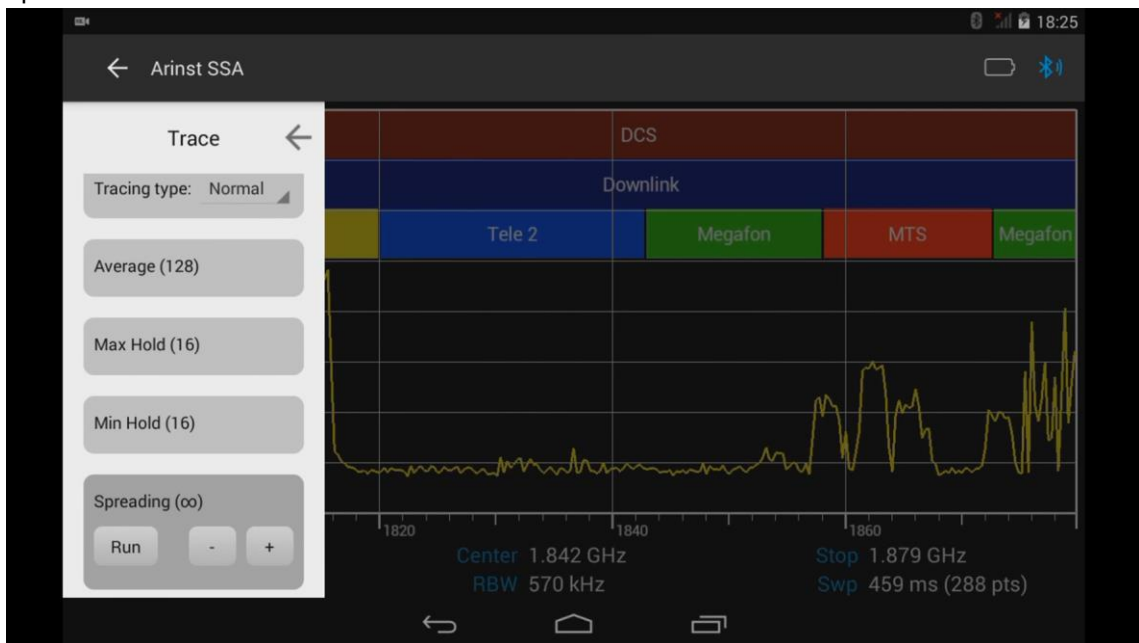 18:25
Arinst SSA
Trace
Tracing type: Normal
Average (128)
Max Hold (16)
Min Hold (16)
Spreading (∞)
Run - +
DCS
Downlink
Tele 2 Megafon MTS Megafon
1820 1840 1860
Center 1.842 GHz Stop 1.879 GHz
RBW 570 kHz Swp 459 ms (288 pts)